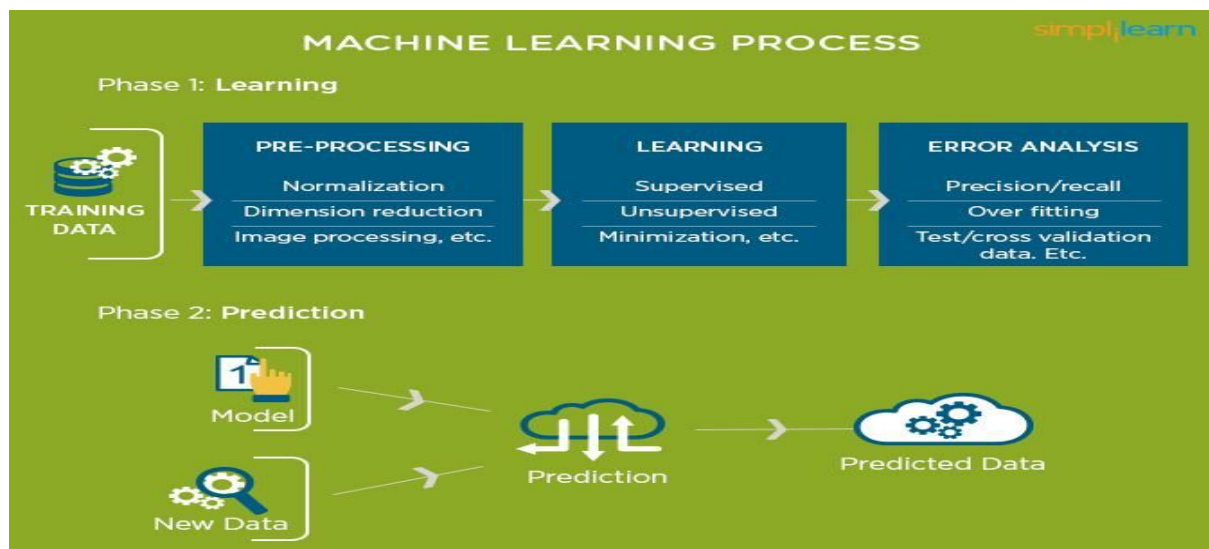 MACHINE LEARNING PROCESS
simplilearn
Phase 1: Learning
TRAINING
DATA
PRE-PROCESSING
Normalization
Dimension reduction
Image processing, etc.
LEARNING
Supervised
Unsupervised
Minimization, etc.
ERROR ANALYSIS
Precision/recall
Over fitting
Test/cross validation
data. Etc.
Phase 2: Prediction
1
Model
New Data
Prediction
Predicted Data